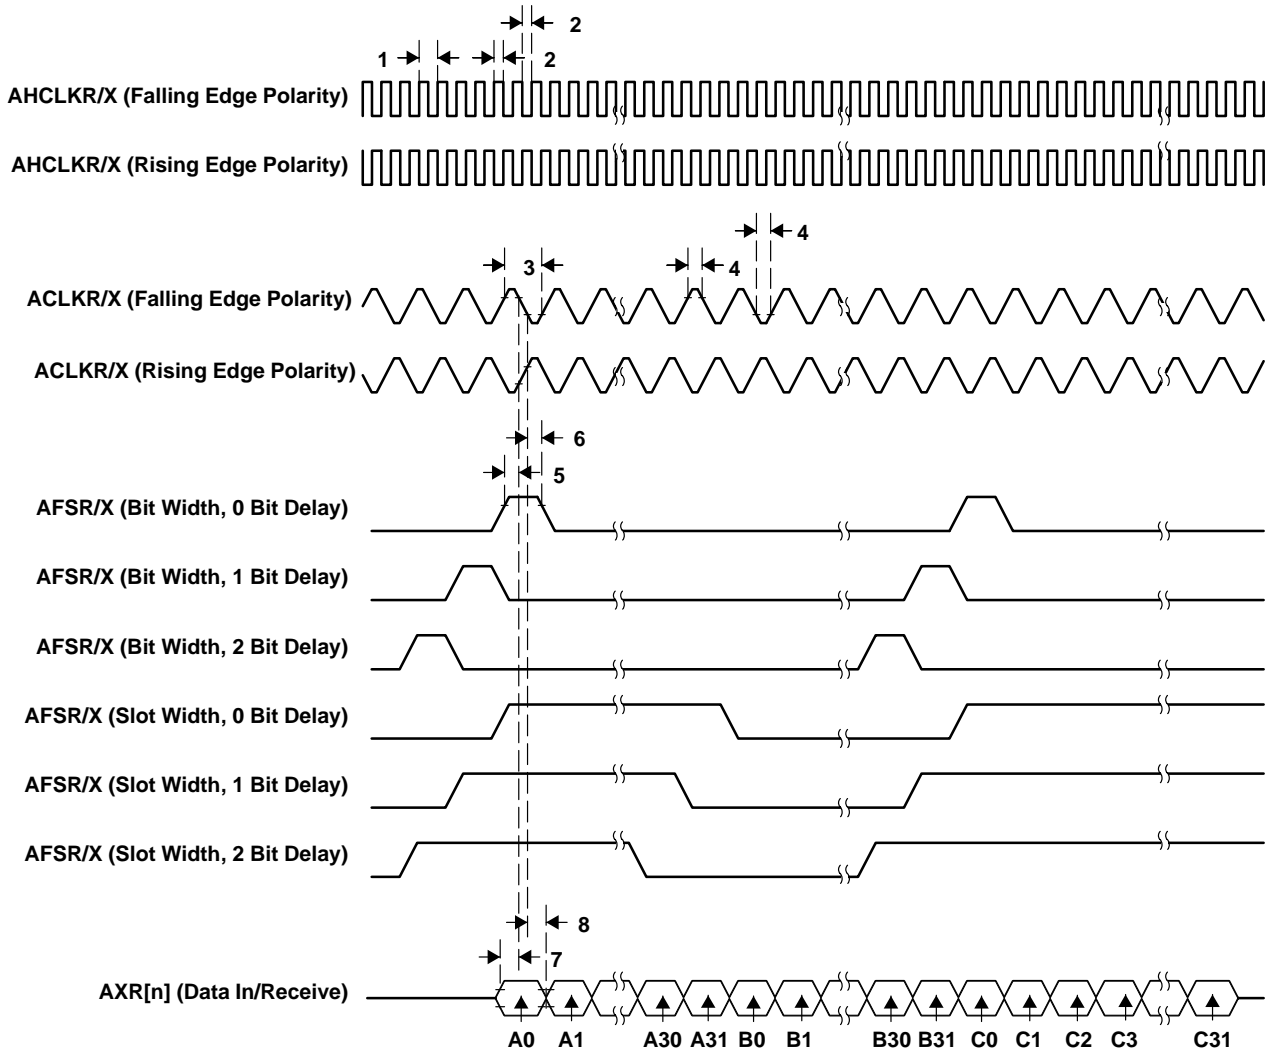 2
1
2
AHCLKR/X (Falling Edge Polarity)
AHCLKR/X (Rising Edge Polarity)
4
3
4
ACLKR/X (Falling Edge Polarity)
ACLKR/X (Rising Edge Polarity)
6
5
AFSR/X (Bit Width, 0 Bit Delay)
AFSR/X (Bit Width, 1 Bit Delay)
AFSR/X (Bit Width, 2 Bit Delay)
AFSR/X (Slot Width, 0 Bit Delay)
AFSR/X (Slot Width, 1 Bit Delay)
AFSR/X (Slot Width, 2 Bit Delay)
8
7
AXR[n] (Data In/Receive)
A0 A1 A30 A31 B0 B1 B30 B31 C0 C1 C2 C3 C31